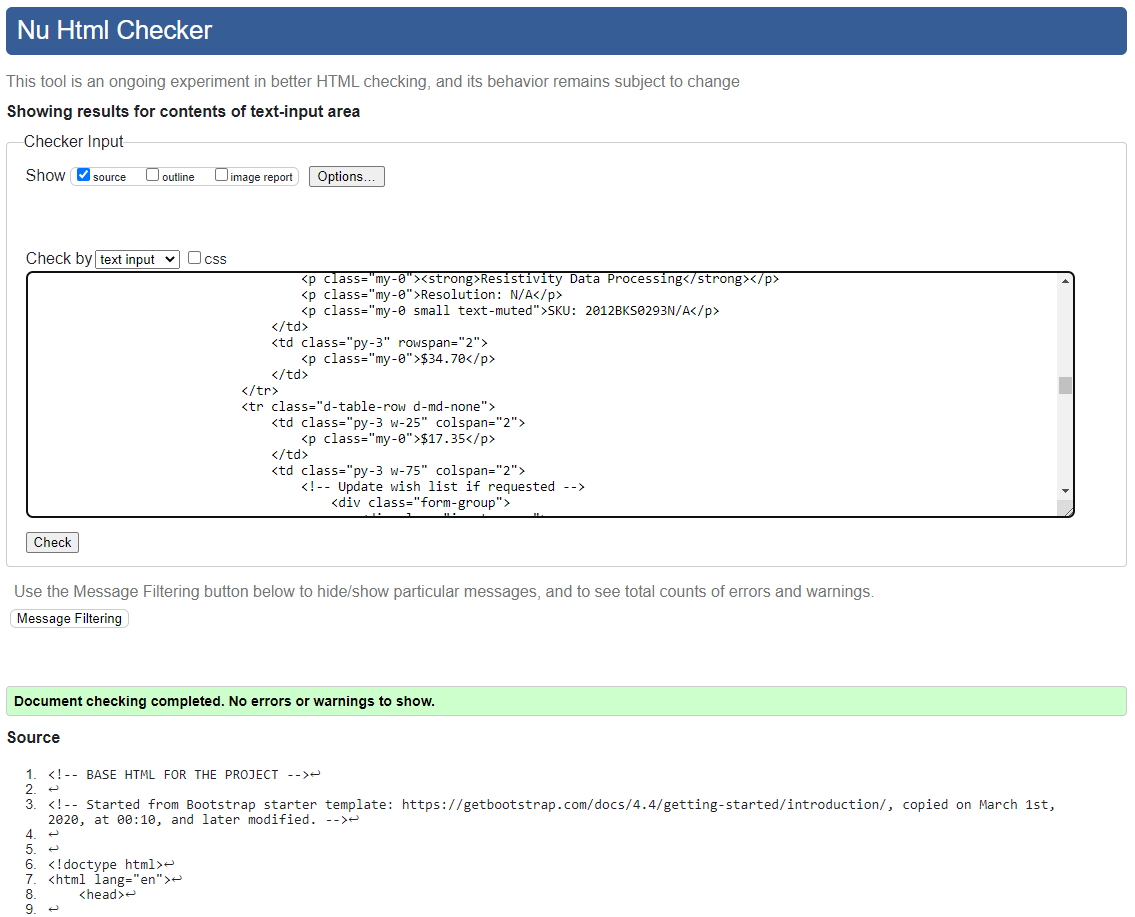 Nu Html Checker
This tool is an ongoing experiment in better HTML checking, and its behavior remains subject to change
Showing results for contents of text-input area
Checker Input
Show source outline image report Options...
Check by text input css
<p class="my-0"><strong>Resistivity Data Processing</strong></p>
<p class="my-0">Resolution: N/A</p>
<p class="my-0 small text-muted">SKU: 2012BKS0293N/A</p>
</td>
<td class="py-3" rowspan="2">
<p class="my-0">$34.70</p>
</td>
</tr>
<tr class="d-table-row d-md-none">
<td class="py-3 w-25" colspan="2">
<p class="my-0">$17.35</p>
</td>
<td class="py-3 w-75" colspan="2">
<!-- Update wish list if requested -->
<div class="form-group">
Check
Use the Message Filtering button below to hide/show particular messages, and to see total counts of errors and warnings.
Message Filtering
Document checking completed. No errors or warnings to show.
Source
1. <!-- BASE HTML FOR THE PROJECT -->↩
2. ↩
3. <!-- Started from Bootstrap starter template: https://getbootstrap.com/docs/4.4/getting-started/introduction/, copied on March 1st,
2020, at 00:10, and later modified. -->↩
4. ↩
5. ↩
6. <!doctype html>↩
7. <html lang="en">↩
8. <head>↩
9. ↩